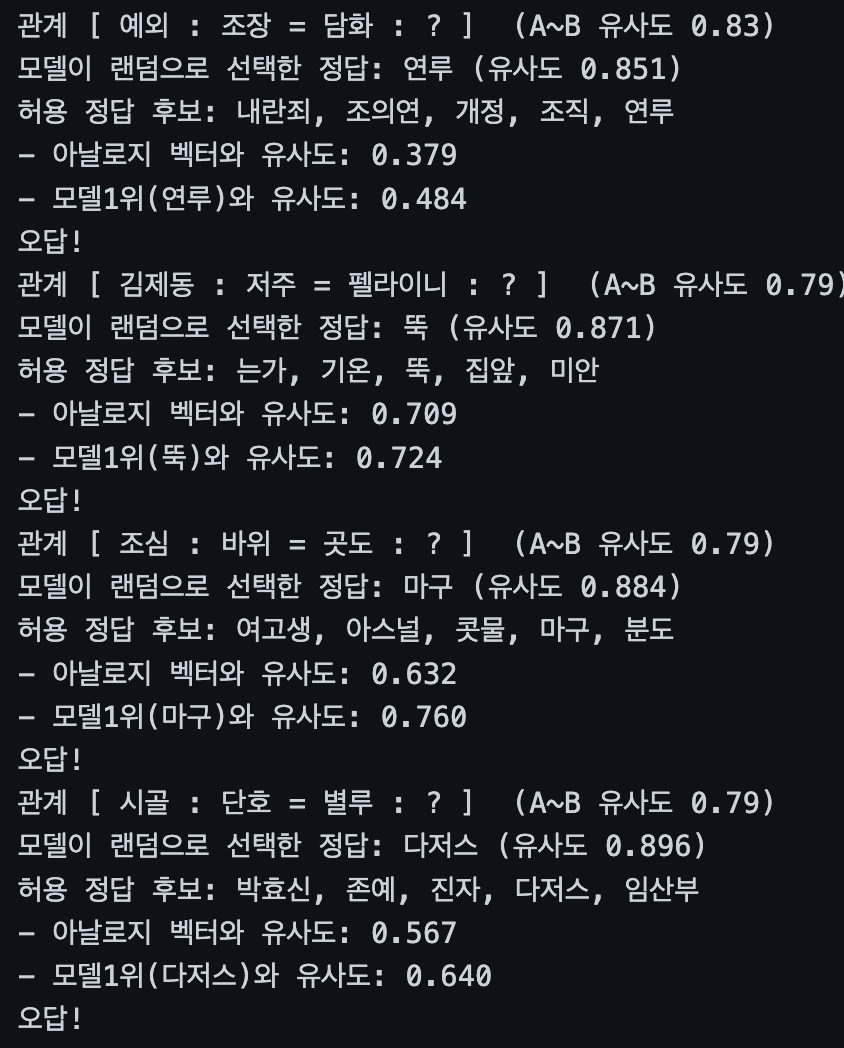 관계 [ 예외 : 조장 = 담화 : ? ] (A~B 유사도 0.83)
모델이 랜덤으로 선택한 정답: 연루 (유사도 0.851)
허용 정답 후보: 내란죄, 조의연, 개정, 조직, 연루
– 아날로지 벡터와 유사도: 0.379
– 모델1위(연루)와 유사도: 0.484
오답!
관계 [ 김제동 : 저주 = 펠라이니 : ? ] (A~B 유사도 0.79)
모델이 랜덤으로 선택한 정답: 뚝 (유사도 0.871)
허용 정답 후보: 는가, 기온, 뚝, 집앞, 미안
– 아날로지 벡터와 유사도: 0.709
– 모델1위(뚝)와 유사도: 0.724
오답!
관계 [ 조심 : 바위 = 곳도 : ? ] (A~B 유사도 0.79)
모델이 랜덤으로 선택한 정답: 마구 (유사도 0.884)
허용 정답 후보: 여고생, 아스널, 콧물, 마구, 분도
– 아날로지 벡터와 유사도: 0.632
– 모델1위(마구)와 유사도: 0.760
오답!
관계 [ 시골 : 단호 = 별루 : ? ] (A~B 유사도 0.79)
모델이 랜덤으로 선택한 정답: 다저스 (유사도 0.896)
허용 정답 후보: 박효신, 존예, 진자, 다저스, 임산부
– 아날로지 벡터와 유사도: 0.567
– 모델1위(다저스)와 유사도: 0.640
오답!